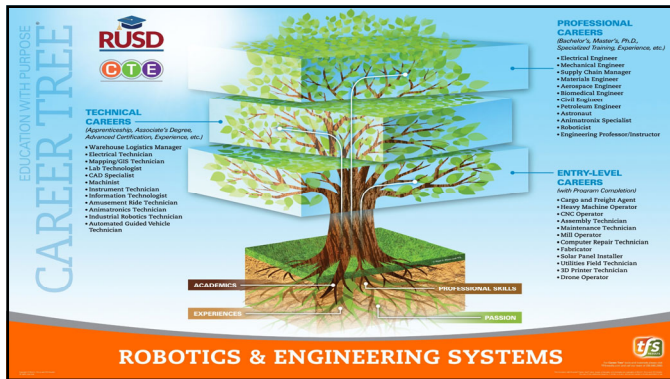 EDUCATION WITH PURPOSE
CAREER TREE®
RUSD
C T E
PROFESSIONAL
CAREERS
(Bachelor's, Master's, Ph.D.,
Specialized Training, Experience, etc.)
• Electrical Engineer
• Mechanical Engineer
• Supply Chain Manager
• Materials Engineer
• Aerospace Engineer
• Biomedical Engineer
• Civil Engineer
• Petroleum Engineer
• Astronaut
• Animatronix Specialist
• Roboticist
• Engineering Professor/Instructor
TECHNICAL
CAREERS
(Apprenticeship, Associate's Degree,
Advanced Certification, Experience, etc.)
• Warehouse Logistics Manager
• Electrical Technician
• Mapping/GIS Technician
• Lab Technologist
• CAD Specialist
• Machinist
• Instrument Technician
• Information Technologist
• Amusement Ride Technician
• Animatronics Technician
• Industrial Robotics Technician
• Automated Guided Vehicle
Technician
ENTRY-LEVEL
CAREERS
(with Program Completion)
• Cargo and Freight Agent
• Heavy Machine Operator
• CNC Operator
• Assembly Technician
• Maintenance Technician
• Mill Operator
• Computer Repair Technician
• Fabricator
• Solar Panel Installer
• Utilities Field Technician
• 3D Printer Technician
• Drone Operator
ACADEMICS
PROFESSIONAL SKILLS
EXPERIENCES
PASSION
ROBOTICS & ENGINEERING SYSTEMS
tfs